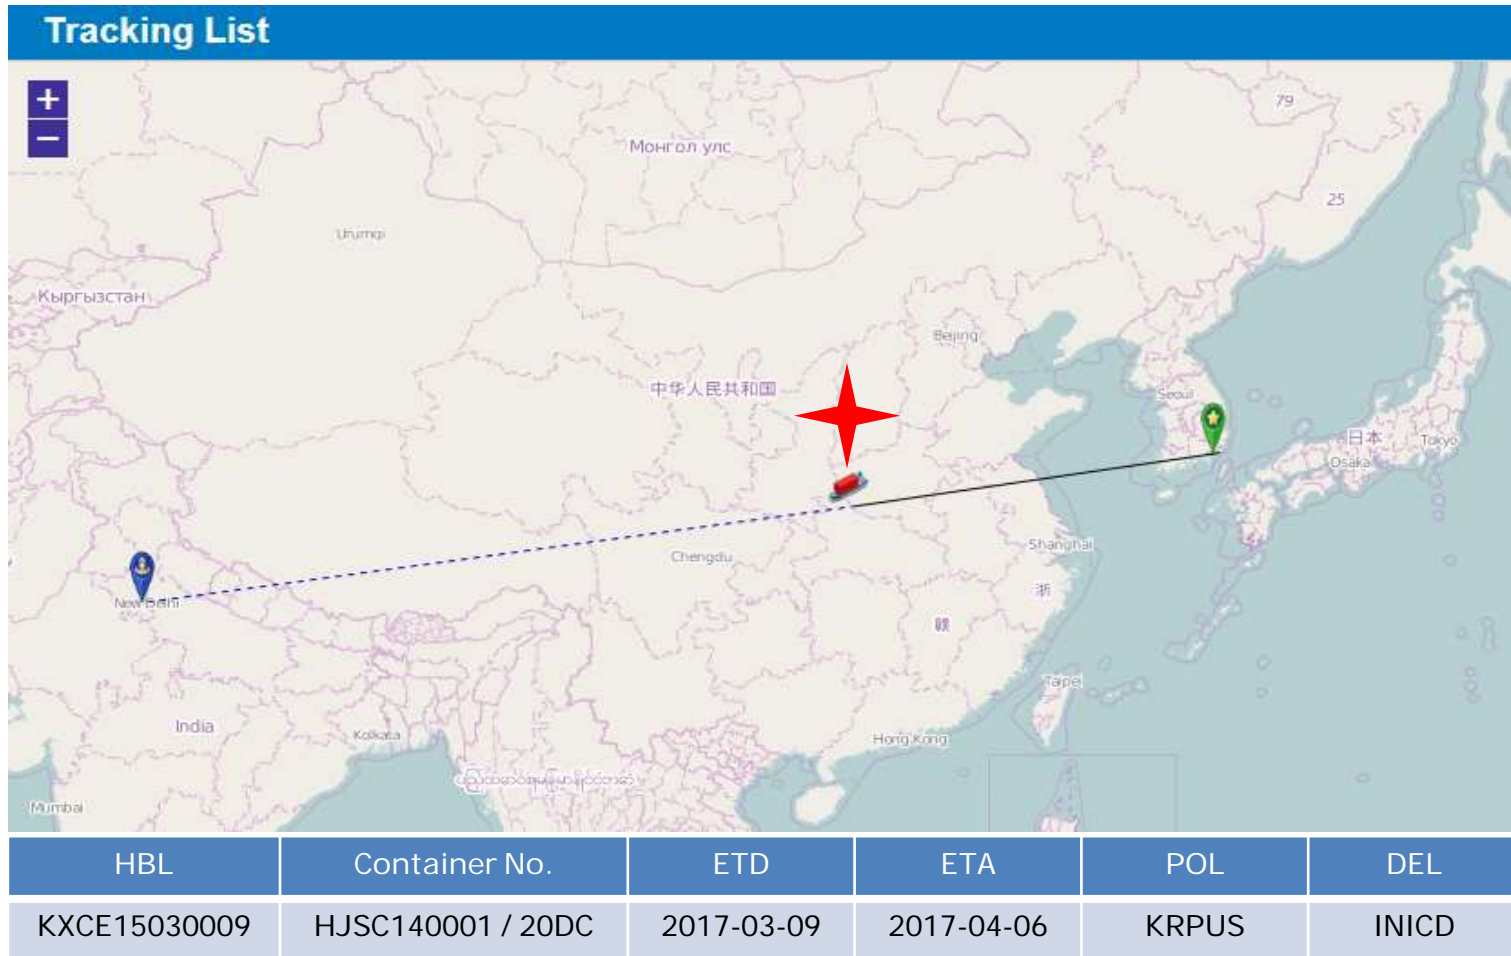 Tracking List
+
−
79
Монгол улс
25
Urumqi
Кыргызстан
Beijing
中华人民共和国
Seoul
日本
Tokyo
Osaka
Shanghai
Chengdu
浙
New Delhi
赣
Taipei
India
Kolkata
Hong Kong
Mumbai
HBL Container No. ETD ETA POL DEL
KXCE15030009 HJSC140001 / 20DC 2017-03-09 2017-04-06 KRPUS INICD